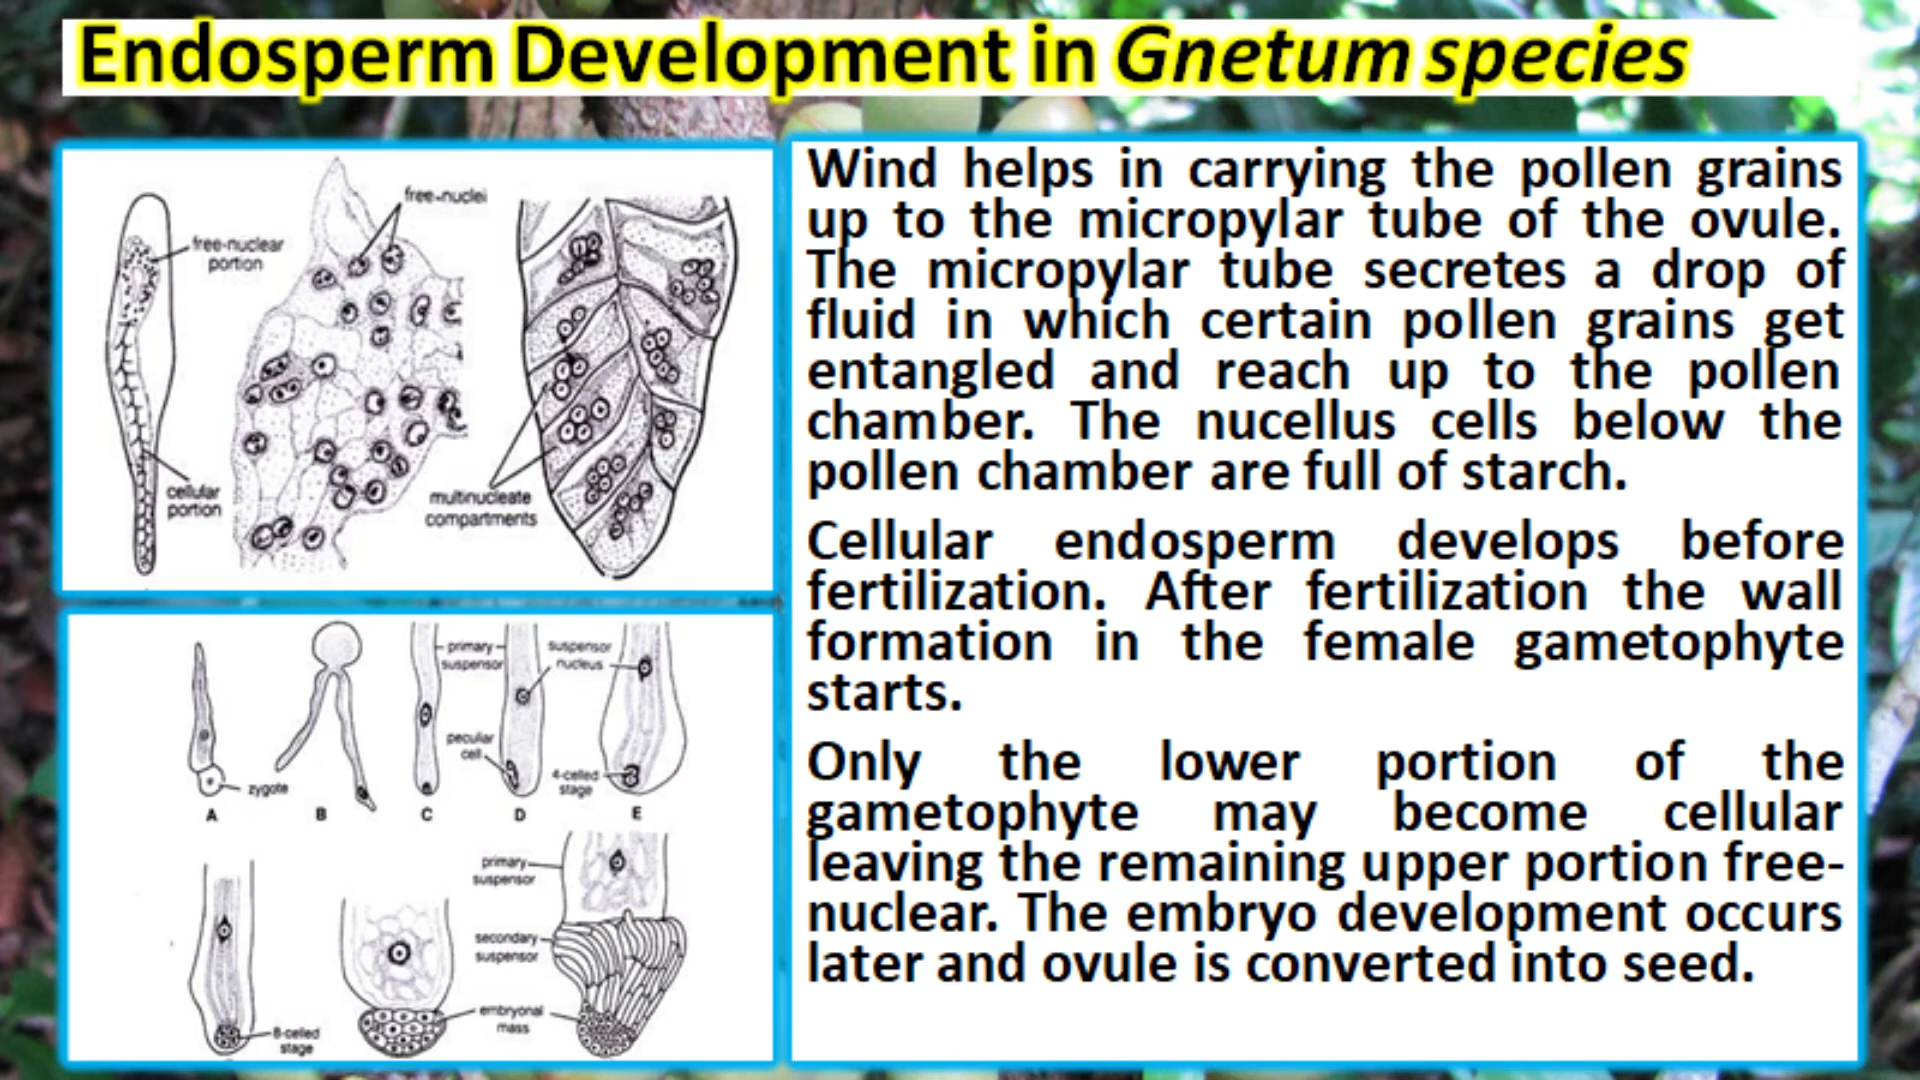 Endosperm Development in Gnetum species
free-nuclei
free-nuclear
portion
cellular
portion
multinucleate
compartments
primary
suspensor
suspensor
nucleus
peculiar
cell
4-celled
stage
zygote
A
B
C
D
E
primary
suspensor
secondary
suspensor
embryonal
mass
8-celled
stage
Wind helps in carrying the pollen grains
up to the micropylar tube of the ovule.
The micropylar tube secretes a drop of
fluid in which certain pollen grains get
entangled and reach up to the pollen
chamber. The nucellus cells below the
pollen chamber are full of starch.
Cellular endosperm develops before
fertilization. After fertilization the wall
formation in the female gametophyte
starts.
Only the lower portion of the
gametophyte may become cellular
leaving the remaining upper portion free-
nuclear. The embryo development occurs
later and ovule is converted into seed.